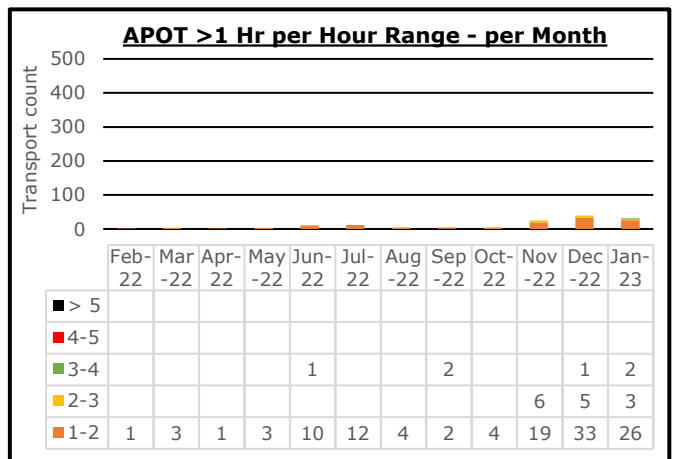 APOT >1 Hr per Hour Range - per Month
Transport count
500
400
300
200
100
0
Feb- Mar Apr- May Jun- Jul- Aug Sep Oct- Nov Dec Jan-
22 -22 22 -22 22 22 -22 -22 22 -22 -22 23
> 5
4-5
3-4 1 2 1 2
2-3 6 5 3
1-2 1 3 1 3 10 12 4 2 4 19 33 26